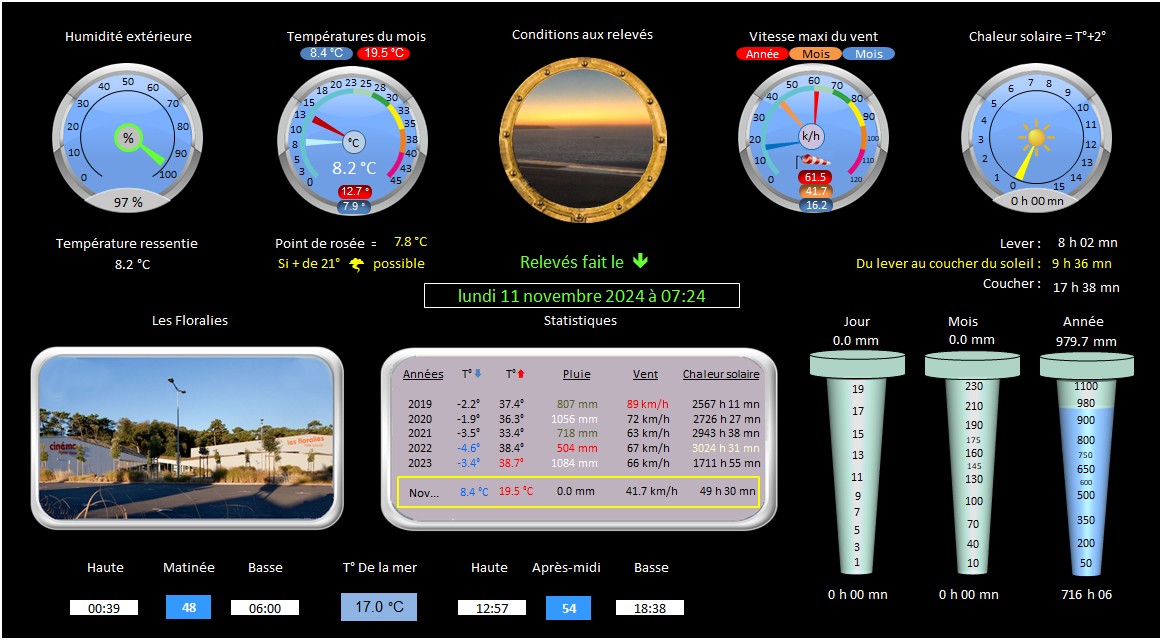 Humidité extérieure
Températures du mois
Conditions aux relevés
Vitesse maxi du vent
Chaleur solaire = T°+2°
8.4 °C 19.5 °C
Année Mois Mois
0 10 20 30 40 50 60 70 80 90 100
%
97 %
0 3 5 8 10 13 15 18 20 23 25 28 30 33 35 38 40 43 45
°C
8.2 °C
12.7 °
7.9 °
0 10 20 30 40 50 60 70 80 90 100 110 120
k/h
61.5
41.7
16.2
0 1 2 3 4 5 6 7 8 9 10 11 12 13 14 15
0 h 00 mn
Température ressentie
8.2 °C
Point de rosée = 7.8 °C
Si + de 21° possible
Relevés fait le
Lever : 8 h 02 mn
Du lever au coucher du soleil : 9 h 36 mn
Coucher : 17 h 38 mn
lundi 11 novembre 2024 à 07:24
Les Floralies
cinéma
les floralies
Statistiques
Années T° T° Pluie Vent Chaleur solaire
2019 -2.2° 37.4° 807 mm 89 km/h 2567 h 11 mn
2020 -1.9° 36.3° 1056 mm 72 km/h 2726 h 27 mn
2021 -3.5° 33.4° 718 mm 63 km/h 2943 h 38 mn
2022 -4.6° 38.4° 504 mm 67 km/h 3024 h 31 mn
2023 -3.4° 38.7° 1084 mm 66 km/h 1711 h 55 mn
Nov... 8.4 °C 19.5 °C 0.0 mm 41.7 km/h 49 h 30 mn
Jour Mois Année
0.0 mm 0.0 mm 979.7 mm
19 17 15 13 11 9 7 5 3 1
230 210 190 175 160 145 130 100 70 40 10
1100 980 900 800 750 650 600 500 350 200 50
0 h 00 mn 0 h 00 mn 716 h 06
Haute Matinée Basse T° De la mer Haute Après-midi Basse
00:39 48 06:00 17.0 °C 12:57 54 18:38